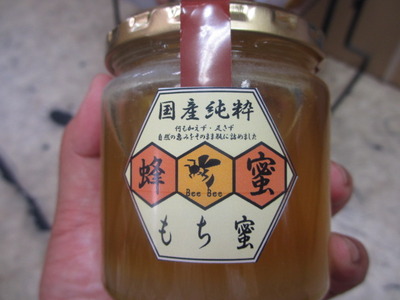 国産純粋
何も加えず・足さず
自然の恵みをそのまま瓶に詰めました
蜂 蜜
Bee Bee
もち蜜